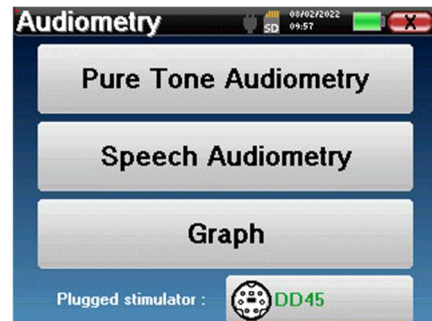 Audiometry
SD
08/02/2022
09:57
X
Pure Tone Audiometry
Speech Audiometry
Graph
Plugged stimulator : DD45